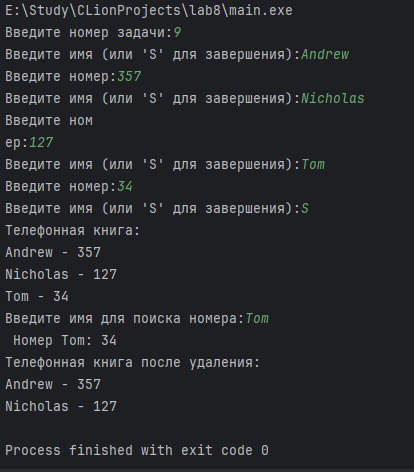 E:\Study\CLionProjects\lab8\main.exe
Введите номер задачи:9
Введите имя (или 'S' для завершения):Andrew
Введите номер:357
Введите имя (или 'S' для завершения):Nicholas
Введите ном
ер:127
Введите имя (или 'S' для завершения):Tom
Введите номер:34
Введите имя (или 'S' для завершения):S
Телефонная книга:
Andrew - 357
Nicholas - 127
Tom - 34
Введите имя для поиска номера:Tom
 Номер Tom: 34
Телефонная книга после удаления:
Andrew - 357
Nicholas - 127

Process finished with exit code 0